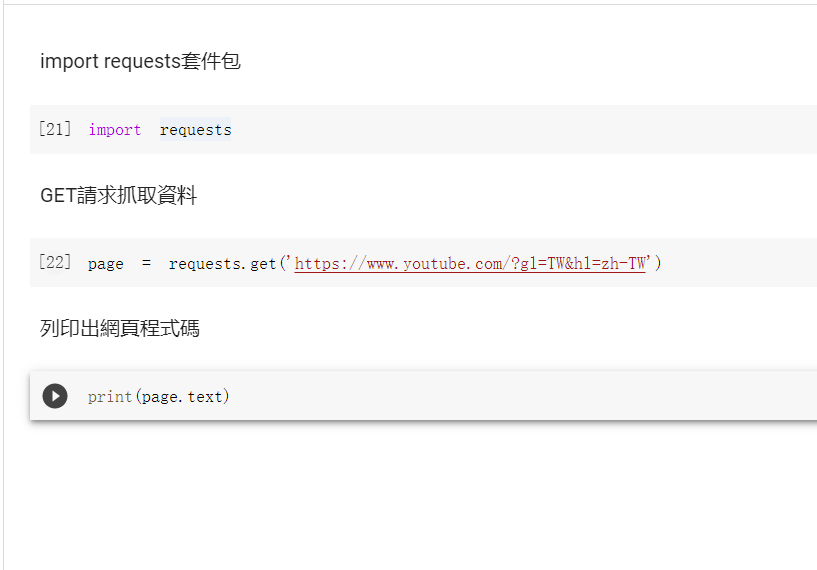 import requests套件包
[21] import requests
GET請求抓取資料
[22] page = requests.get('https://www.youtube.com/?gl=TW&hl=zh-TW')
列印出網頁程式碼
print(page.text)